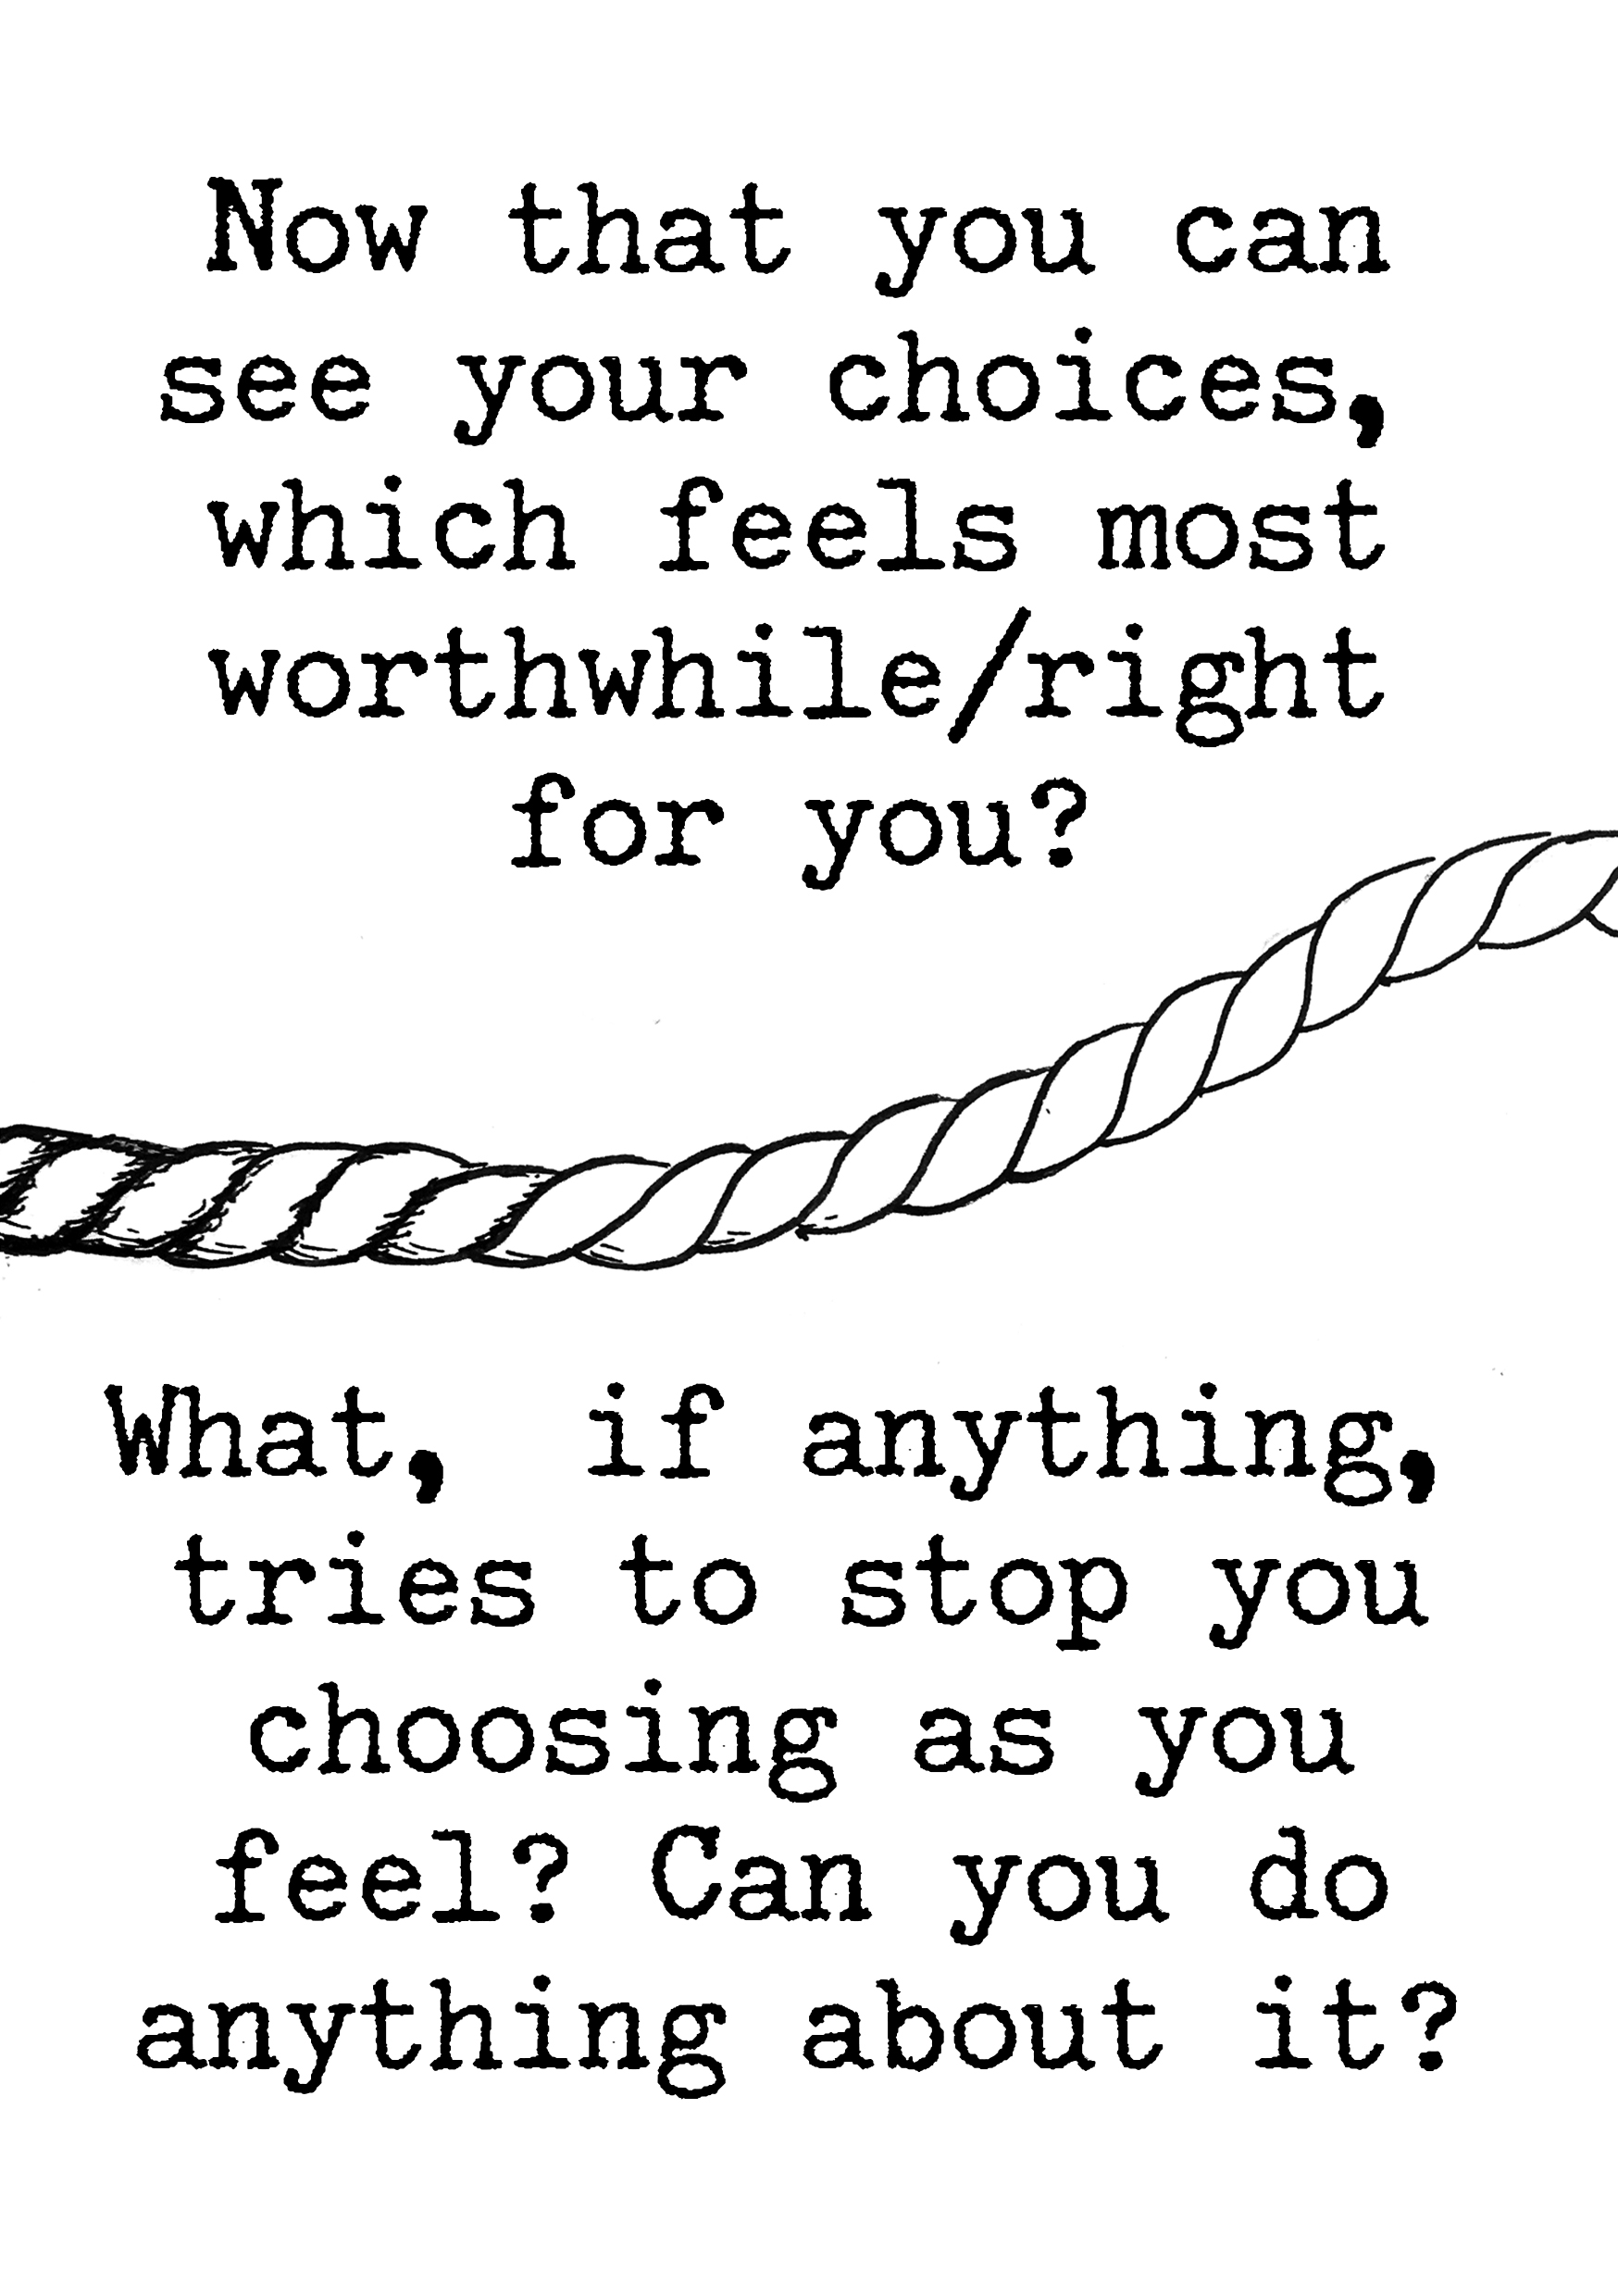 Now that you can
see your choices,
which feels most
worthwhile/right
for you?
What, if anything,
tries to stop you
choosing as you
feel? Can you do
anything about it?